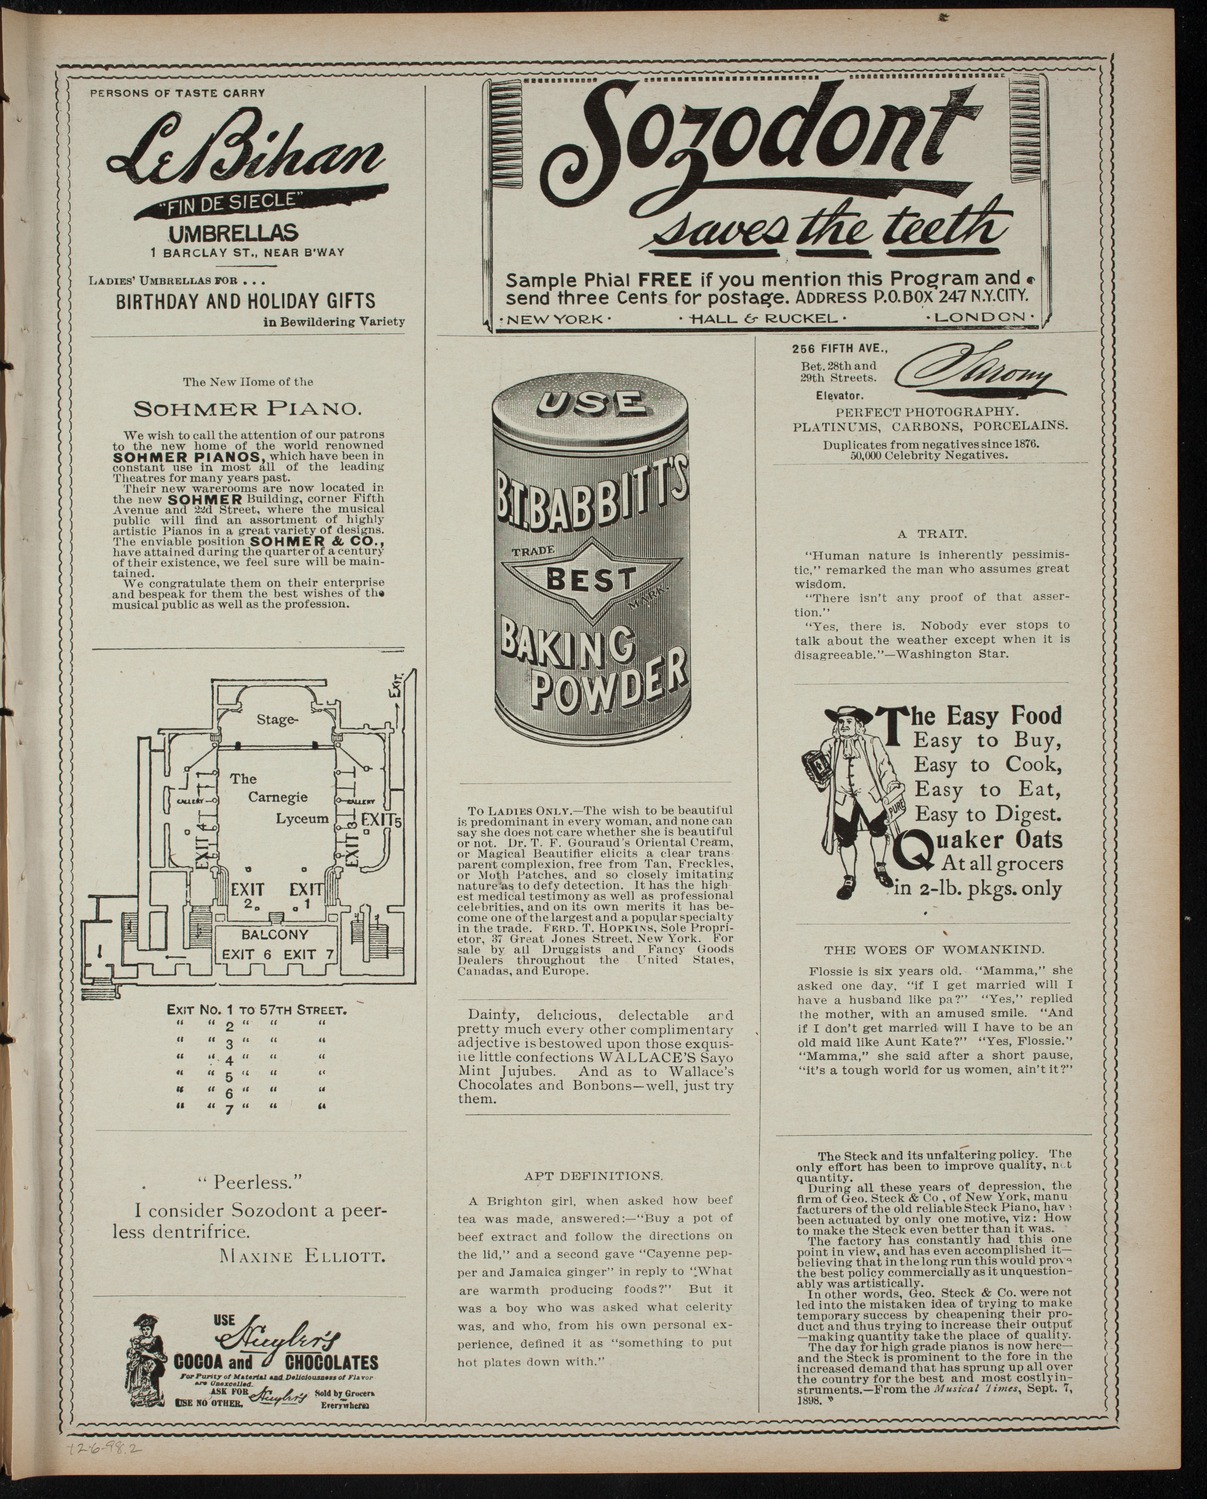 PERSONS OF TASTE CARRY
Le Bihan
"FIN DE SIECLE"
UMBRELLAS
1 BARCLAY ST., NEAR B'WAY
LADIES' UMBRELLAS FOR . . .
BIRTHDAY AND HOLIDAY GIFTS
in Bewildering Variety
Sozodont
saves the teeth
Sample Phial FREE if you mention this Program and
send three Cents for postage. ADDRESS P.O. BOX 247 N.Y.CITY.
· NEW YORK · · HALL & RUCKEL · · LONDON ·
The New Home of the
SOHMER PIANO.
We wish to call the attention of our patrons
to the new home of the world renowned
SOHMER PIANOS, which have been in
constant use in most all of the leading
Theatres for many years past.
Their new warerooms are now located in
the new SOHMER Building, corner Fifth
Avenue and 22d Street, where the musical
public will find an assortment of highly
artistic Pianos in a great variety of designs.
The enviable position SOHMER & CO.,
have attained during the quarter of a century
of their existence, we feel sure will be main-
tained.
We congratulate them on their enterprise
and bespeak for them the best wishes of the
musical public as well as the profession.
Stage-
EXIT
The
Carnegie
Lyceum
GALLERY
GALLERY
EXIT 4
EXIT 3
EXIT 5
EXIT 2
EXIT 1
BALCONY
EXIT 6 EXIT 7
EXIT NO. 1 TO 57TH STREET.
" " 2 " " "
" " 3 " " "
" " 4 " " "
" " 5 " " "
" " 6 " " "
" " 7 " " "
"Peerless."
I consider Sozodont a peer-
less dentrifrice.
MAXINE ELLIOTT.
USE
Huyler's
COCOA and CHOCOLATES
For Purity of Material and Deliciousness of Flavor
are Unexcelled.
ASK FOR Huyler's Sold by Grocers
USE NO OTHER. Everywhere
USE
B.T. BABBITT'S
TRADE
BEST
MARK.
BAKING
POWDER
TO LADIES ONLY.—The wish to be beautiful
is predominant in every woman, and none can
say she does not care whether she is beautiful
or not. Dr. T. F. Gouraud's Oriental Cream,
or Magical Beautifier elicits a clear trans-
parent complexion, free from Tan, Freckles,
or Moth Patches, and so closely imitating
nature as to defy detection. It has the high-
est medical testimony as well as professional
celebrities, and on its own merits it has be-
come one of the largest and a popular specialty
in the trade. FERD. T. HOPKINS, Sole Propri-
etor, 37 Great Jones Street, New York. For
sale by all Druggists and Fancy Goods
Dealers throughout the United States,
Canadas, and Europe.
Dainty, delicious, delectable and
pretty much every other complimentary
adjective is bestowed upon those exquis-
ite little confections WALLACE'S Sayo
Mint Jujubes. And as to Wallace's
Chocolates and Bonbons—well, just try
them.
APT DEFINITIONS.
A Brighton girl, when asked how beef
tea was made, answered:—"Buy a pot of
beef extract and follow the directions on
the lid," and a second gave "Cayenne pep-
per and Jamaica ginger" in reply to "What
are warmth producing foods?" But it
was a boy who was asked what celerity
was, and who, from his own personal ex-
perience, defined it as "something to put
hot plates down with."
256 FIFTH AVE.,
Bet. 28th and
29th Streets.
Elevator.
Sarony
PERFECT PHOTOGRAPHY.
PLATINUMS, CARBONS, PORCELAINS.
Duplicates from negatives since 1876.
50,000 Celebrity Negatives.
A TRAIT.
"Human nature is inherently pessimis-
tic," remarked the man who assumes great
wisdom.
"There isn't any proof of that asser-
tion."
"Yes, there is. Nobody ever stops to
talk about the weather except when it is
disagreeable."—Washington Star.
The Easy Food
Easy to Buy,
Easy to Cook,
Easy to Eat,
Easy to Digest.
Quaker Oats
At all grocers
in 2-lb. pkgs. only
PURE
THE WOES OF WOMANKIND.
Flossie is six years old. "Mamma," she
asked one day, "if I get married will I
have a husband like pa?" "Yes," replied
the mother, with an amused smile. "And
if I don't get married will I have to be an
old maid like Aunt Kate?" "Yes, Flossie."
"Mamma," she said after a short pause,
"it's a tough world for us women, ain't it?"
The Steck and its unfaltering policy. The
only effort has been to improve quality, not
quantity.
During all these years of depression, the
firm of Geo. Steck & Co , of New York, manu
facturers of the old reliable Steck Piano, hav
been actuated by only one motive, viz: How
to make the Steck even better than it was.
The factory has constantly had this one
point in view, and has even accomplished it—
believing that in the long run this would prove
the best policy commercially as it unquestion-
ably was artistically.
In other words, Geo. Steck & Co. were not
led into the mistaken idea of trying to make
temporary success by cheapening their pro-
duct and thus trying to increase their output
—making quantity take the place of quality.
The day for high grade pianos is now here—
and the Steck is prominent to the fore in the
increased demand that has sprung up all over
the country for the best and most costly in-
struments.—From the Musical Times, Sept. 7,
1898.
12-6-98.2